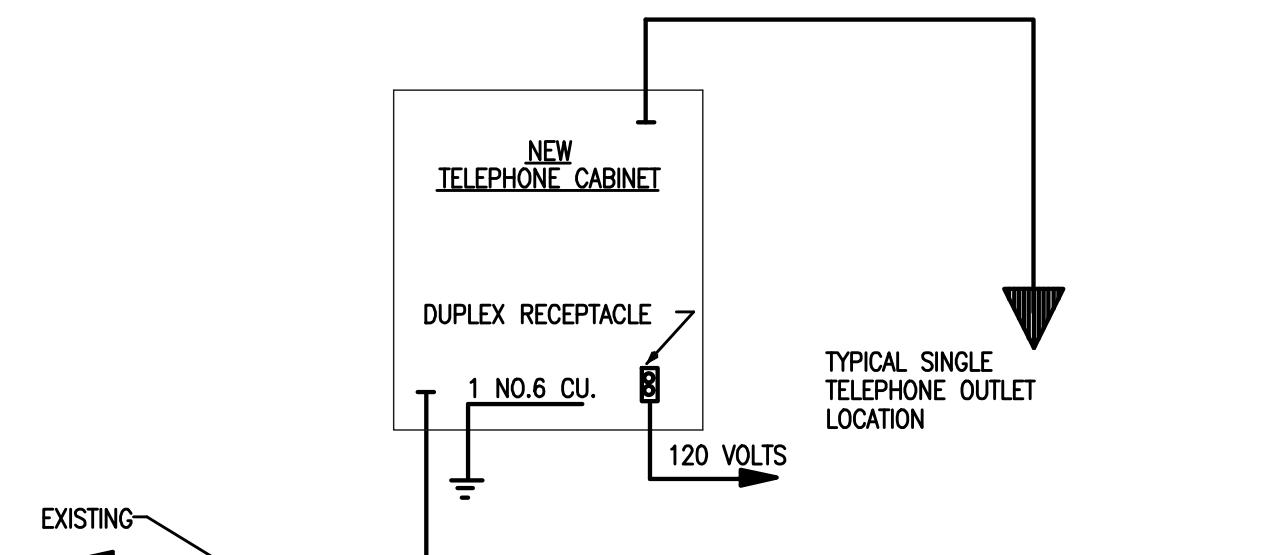 NEW
TELEPHONE CABINET
DUPLEX RECEPTACLE
1 NO.6 CU.
TYPICAL SINGLE
TELEPHONE OUTLET
LOCATION
120 VOLTS
EXISTING